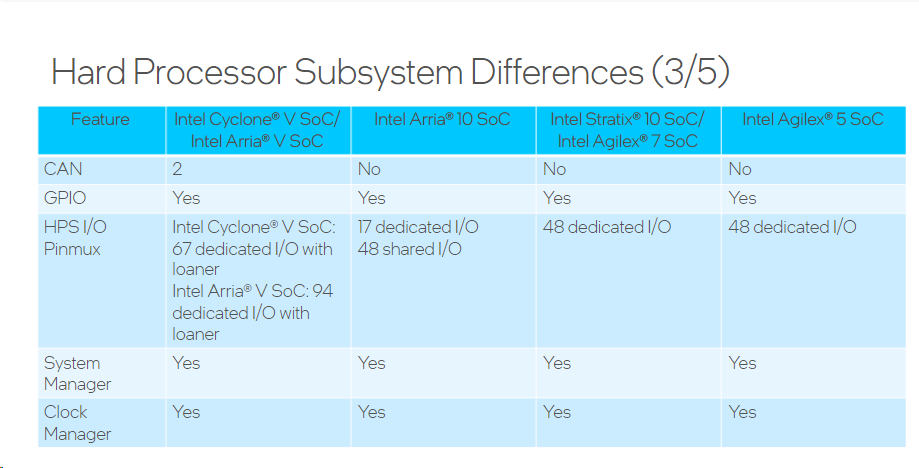 Hard Processor Subsystem Differences (3/5)
Feature
Intel Cyclone® V SoC/
Intel Arria® V SoC
Intel Arria® 10 SoC
Intel Stratix® 10 SoC/
Intel Agilex® 7 SoC
Intel Agilex® 5 SoC
CAN
2
No
No
No
GPIO
Yes
Yes
Yes
Yes
HPS I/O
Pinmux
Intel Cyclone® V SoC:
67 dedicated I/O with
loaner
Intel Arria® V SoC: 94
dedicated I/O with
loaner
17 dedicated I/O
48 shared I/O
48 dedicated I/O
48 dedicated I/O
System
Manager
Yes
Yes
Yes
Yes
Clock
Manager
Yes
Yes
Yes
Yes